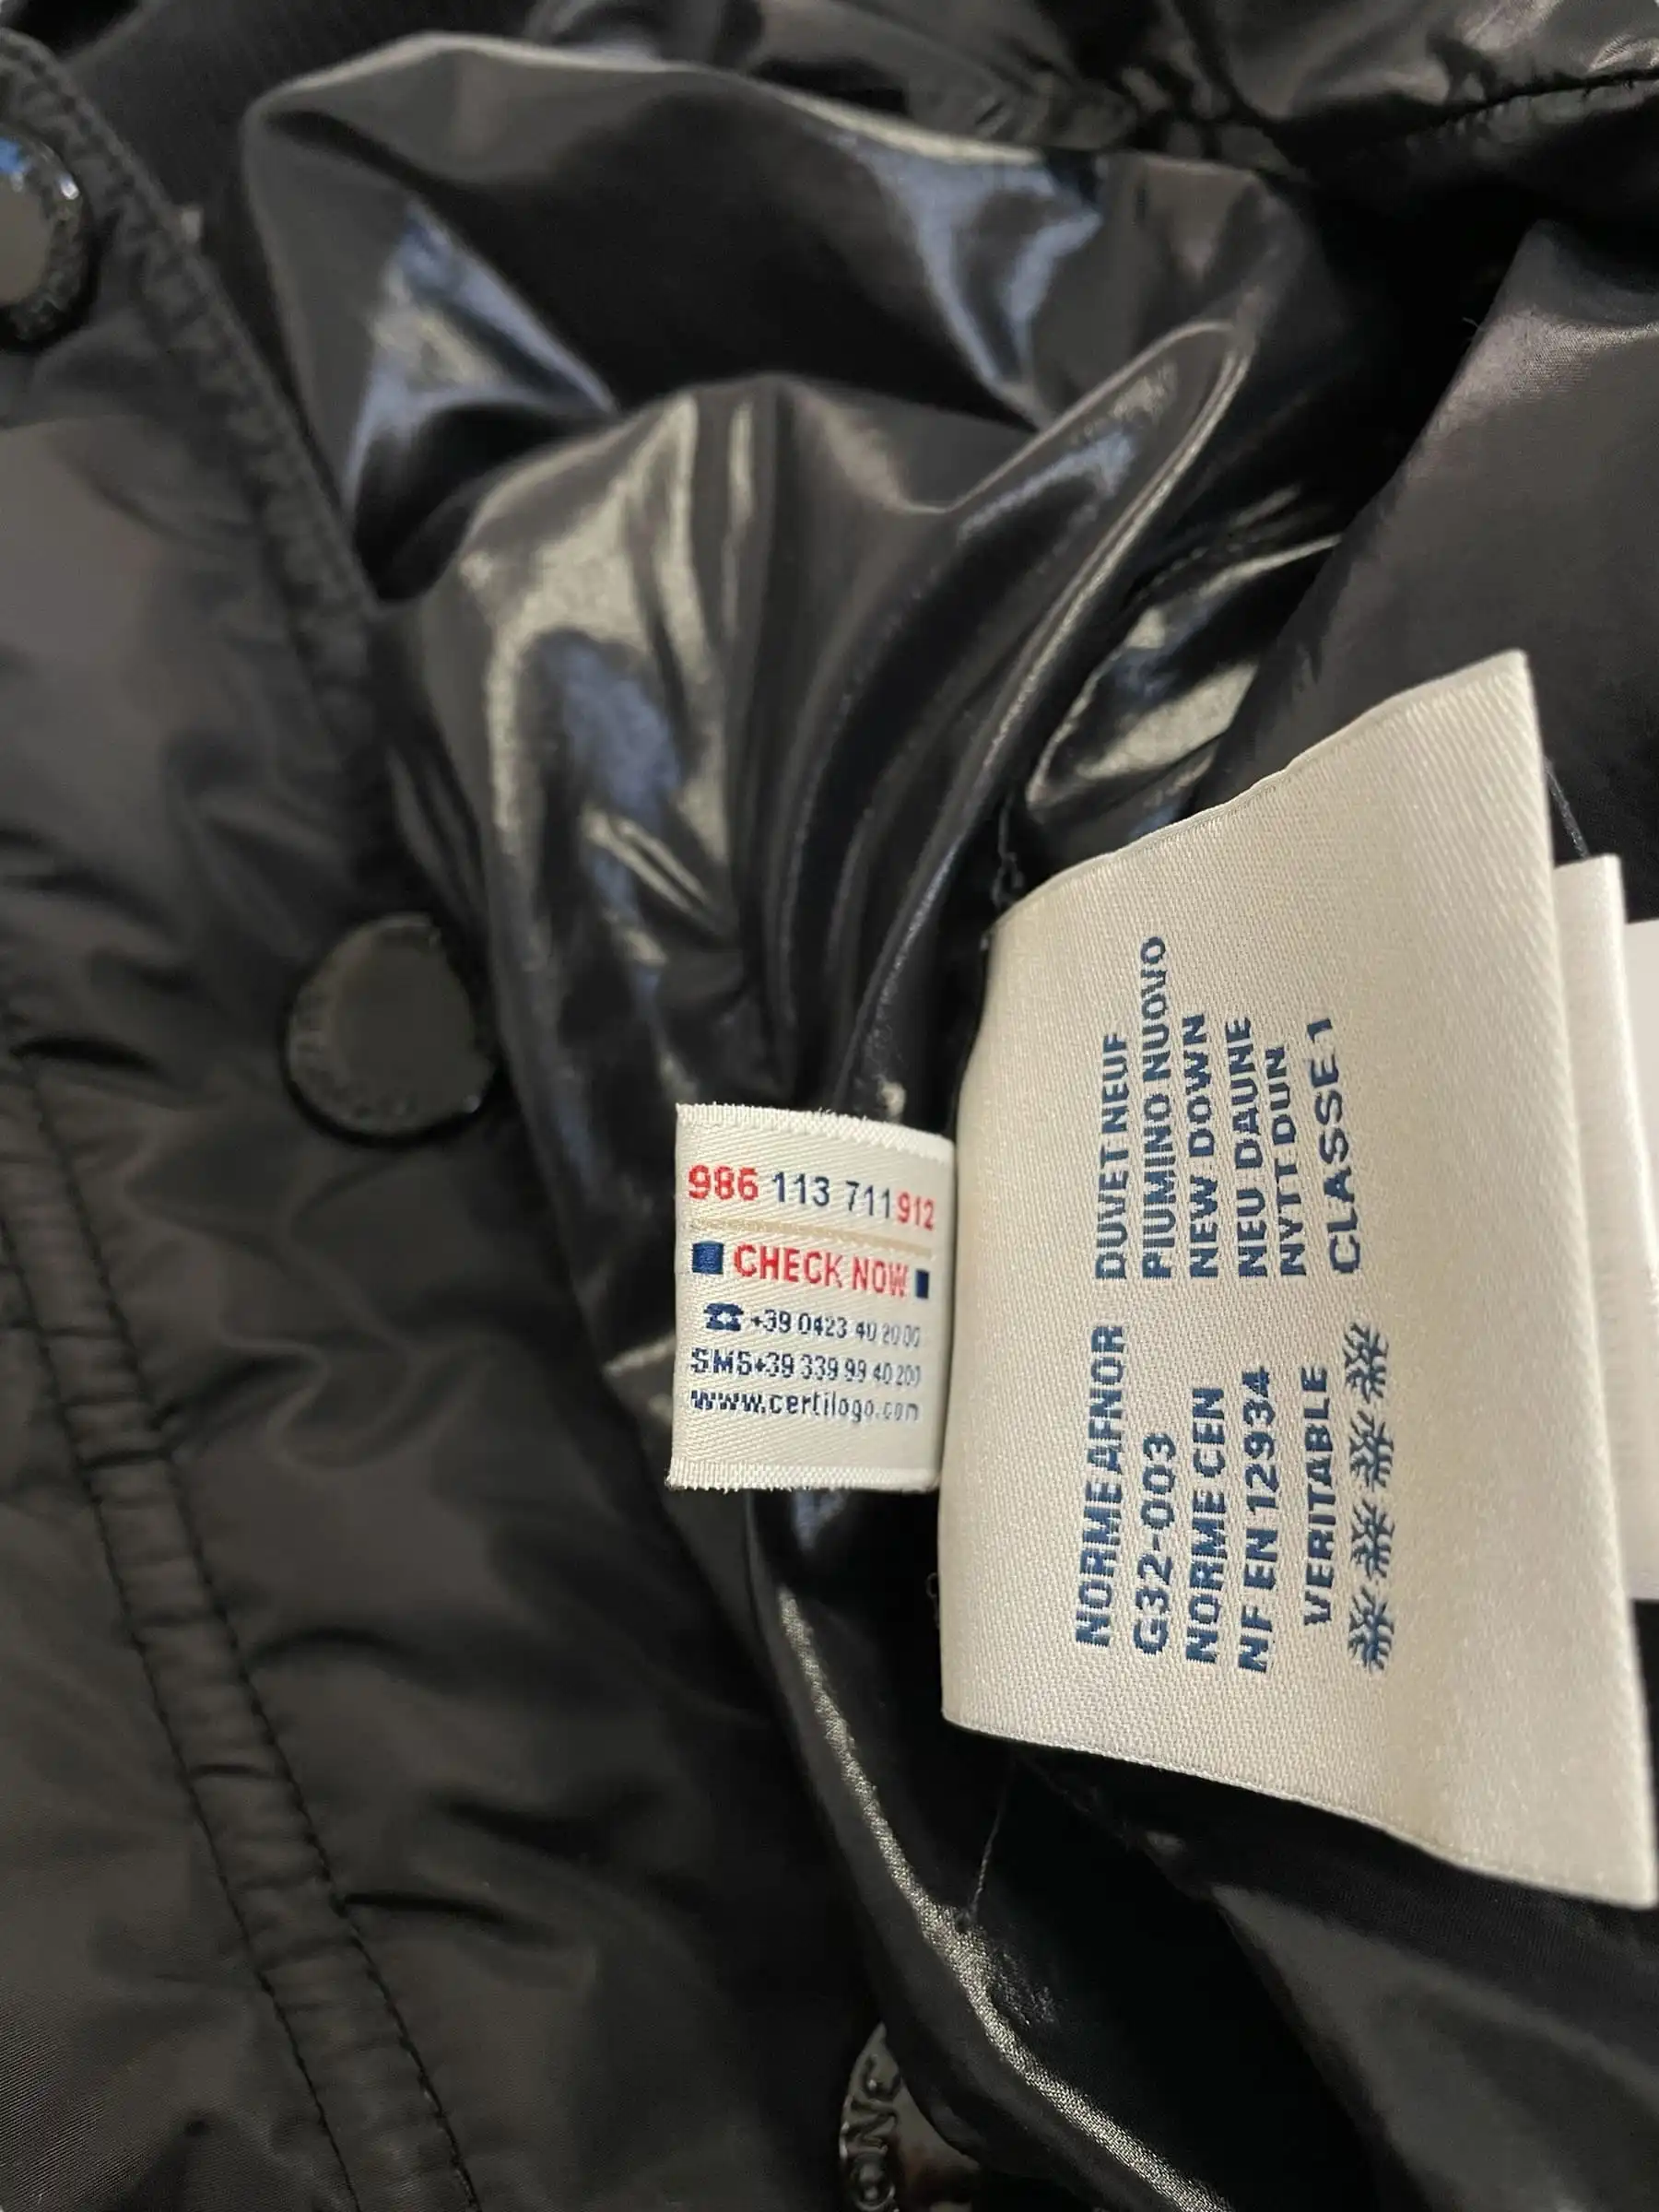 986 113 711 912
CHECK NOW
☎ +39 0423 40 20 00
SMS+39 339 99 40 200
www.certilogo.com
DUVET NEUF
PIUMINO NUOVO
NEW DOWN
NEU DAUNE
NYTT DUN
CLASSE 1
NORME AFNOR
G32-003
NORME CEN
NF EN 12934
VERITABLE